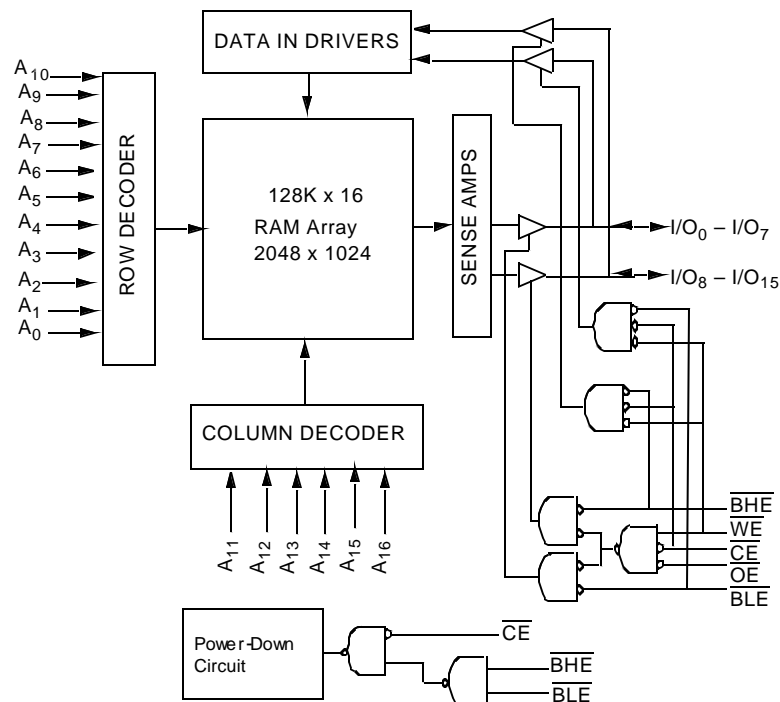 DATA IN DRIVERS
A10
A9
A8
A7
A6
A5
A4
A3
A2
A1
A0
ROW DECODER
128K x 16
RAM Array
2048 x 1024
SENSE AMPS
I/O0 – I/O7
I/O8 – I/O15
COLUMN DECODER
A11
A12
A13
A14
A15
A16
BHE
WE
CE
OE
BLE
Power-Down
Circuit
CE
BHE
BLE